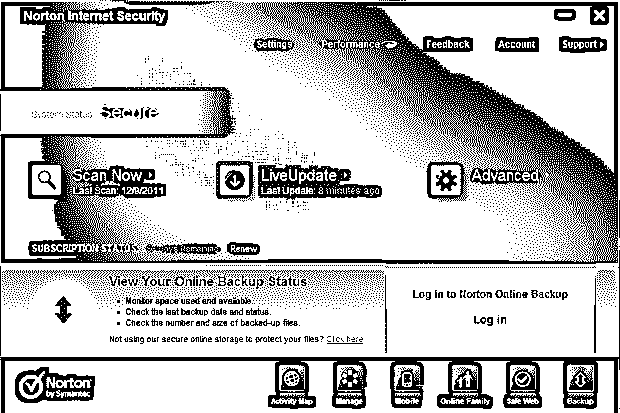 Norton Internet Security
Settings Performance Feedback Account Support
System Status: Secure
Scan Now
Last Scan: 12/9/2011
LiveUpdate
Last Update: 8 minutes ago
Advanced
SUBSCRIPTION STATUS Remaining Renew
View Your Online Backup Status
Monitor space used and available.
Check the last backup date and status.
Check the number and size of backed-up files.
Not using our secure online storage to protect your files? Click here
Log in to Norton Online Backup
Log in
Norton
by Symantec
Activity Map Manage Mobile Online Family Safe Web Backup